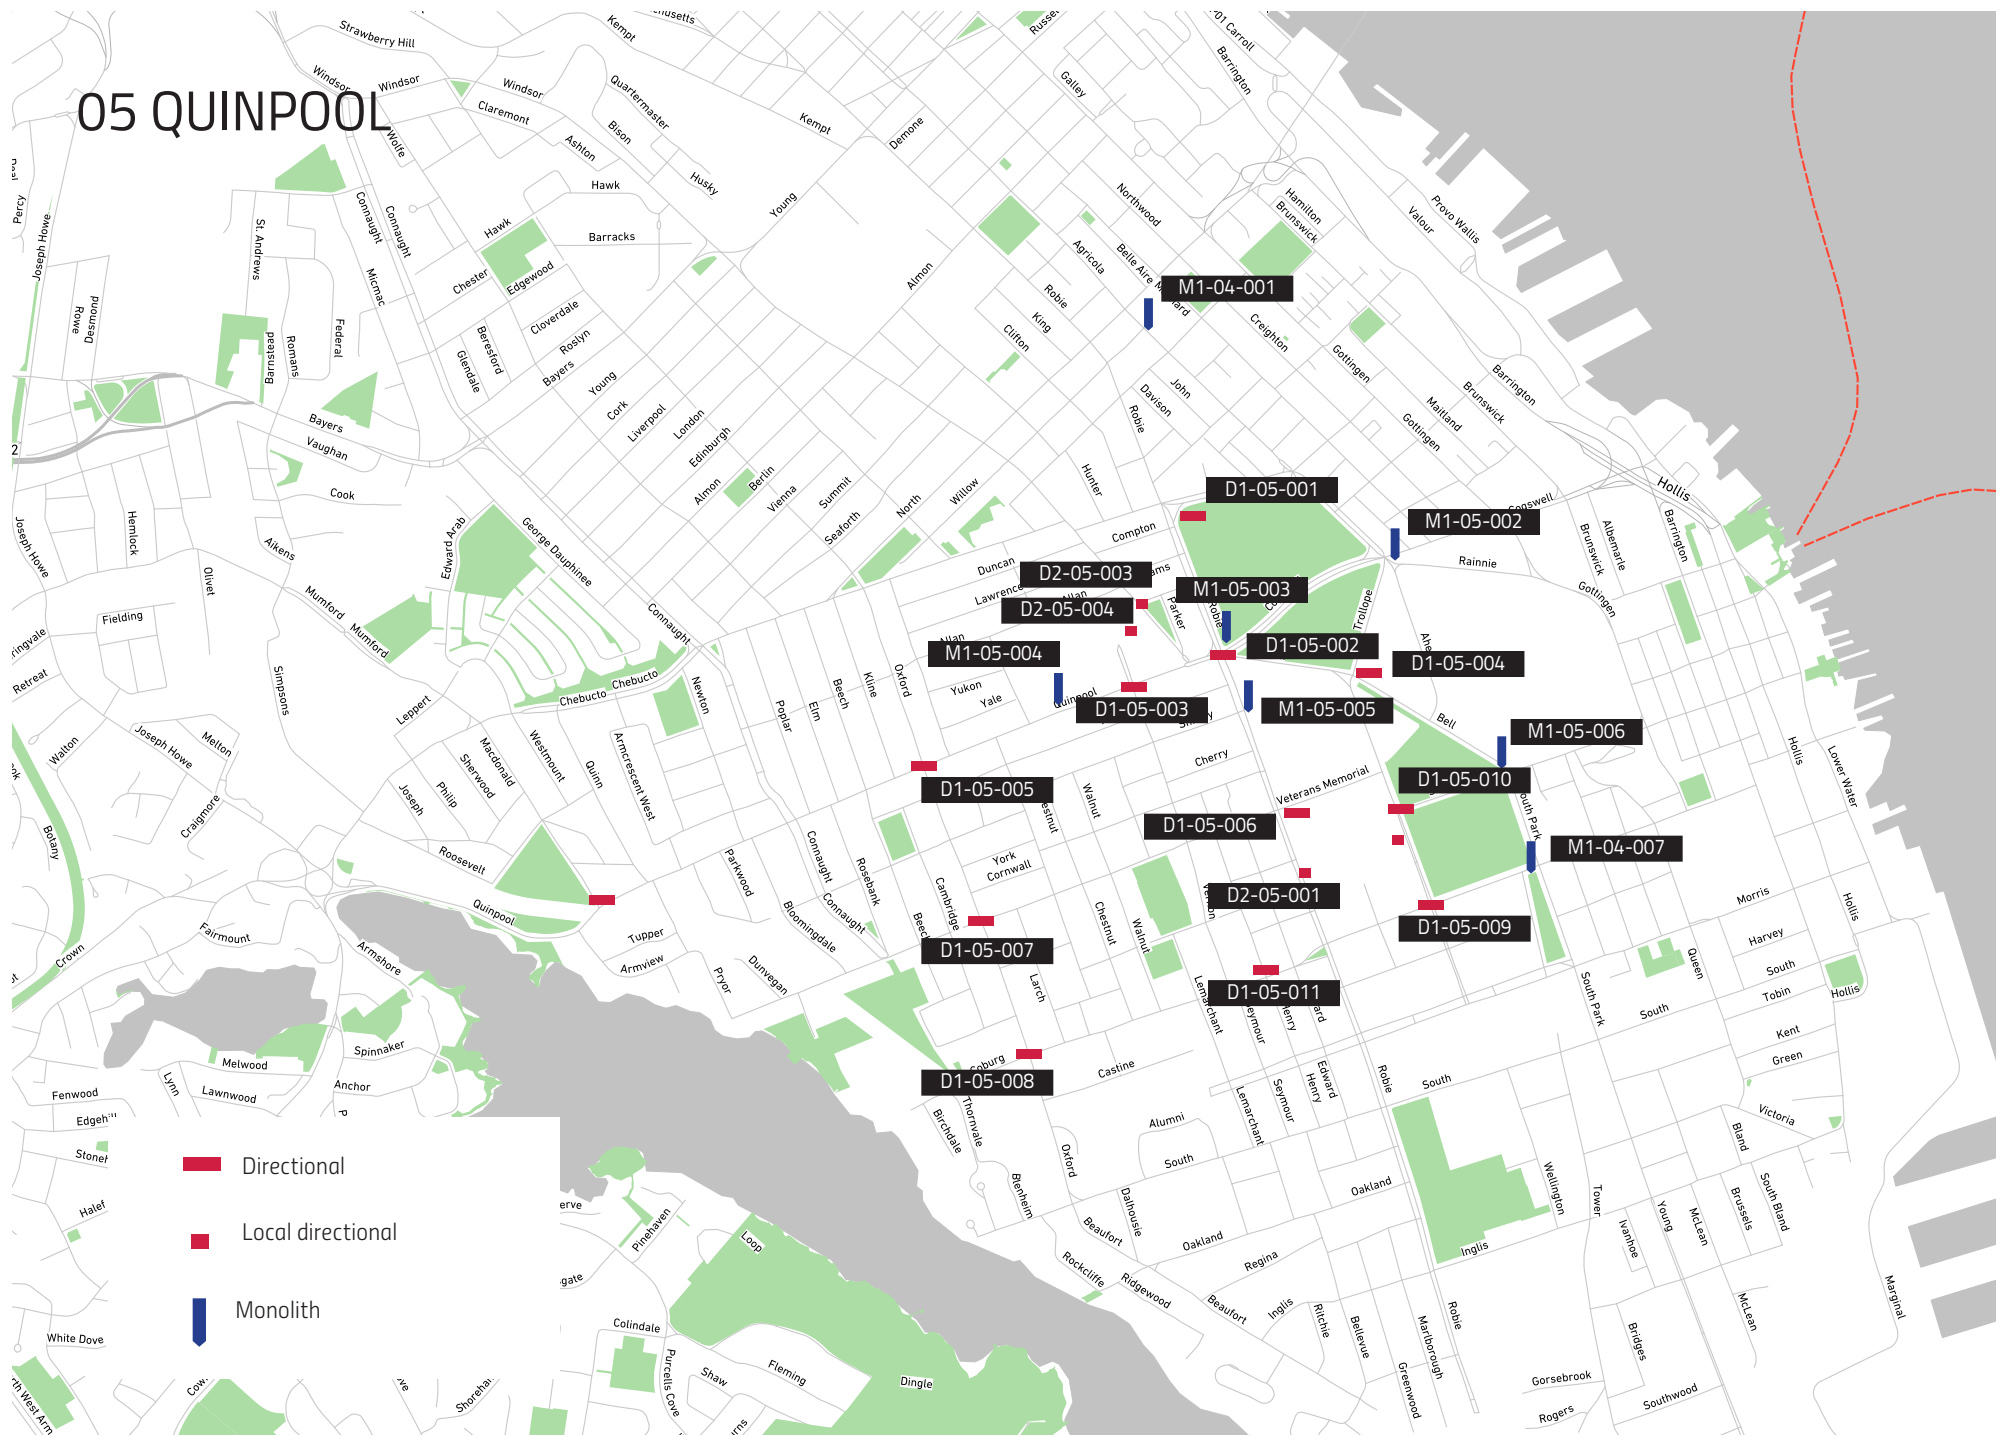 05 QUINPOOL
Strawberry Hill
Kempt
Windsor
Windsor
Windsor
Claremont
Quartermaster
Bison
Ashton
Wolfe
Husky
Hawk
Hawk
Barracks
Kempt
Demone
Young
Galley
Barrington
Northwood
Hamilton
Brunswick
Provo Wallis
Valour
Percy
Joseph Howe
St. Andrews
Connaught
Connaught
Micmac
Chester
Edgewood
Cloverdale
Roslyn
Bayers
Beresford
Glendale
Almon
Agricola
Belle Aire
Robie
King
Clifton
M1-04-001
Creighton
Gottingen
Barrington
Brunswick
Maitland
Gottingen
Rowe
Desmond
Barnstead
Romans
Federal
Bayers
Vaughan
Cook
Young
Cork
Liverpool
London
Edinburgh
Almon
Berlin
Vienna
Summit
Seaforth
North
Willow
John
Davison
Robie
Hunter
Hollis
2
Joseph Howe
Hemlock
Olivet
Aikens
Edward Arab
George Dauphinee
Compton
Duncan
Lawrence
Allan
Allan
D1-05-001
M1-05-002
Rainnie
Brunswick
Albemarle
Barrington
Gottingen
D2-05-003
M1-05-003
D2-05-004
Parker
Robie
Trollope
Fielding
Mumford
Mumford
Simpsons
Leppert
Retreat
Connaught
Chebucto
Chebucto
Newton
Poplar
Elm
Beech
Kline
Oxford
M1-05-004
Yukon
Yale
Quinpool
D1-05-002
D1-05-004
D1-05-003
M1-05-005
Bell
M1-05-006
Walton
Joseph Howe
Melton
Craigmore
Joseph
Philip
Sherwood
Macdonald
Westmount
Quinn
Armcrescent West
Cherry
Veterans Memorial
D1-05-005
D1-05-010
D1-05-006
Walnut
M1-04-007
Hollis
Lower Water
Botany
Roosevelt
Quinpool
Parkwood
Connaught
Connaught
Rosebank
York
Cornwall
Cambridge
Chestnut
Walnut
D2-05-001
D1-05-009
Morris
Harvey
South
Tobin
Hollis
Hollis
Queen
Crown
Fairmount
Armshore
Tupper
Armview
Pryor
Dunvegan
Bloomingdale
D1-05-007
Larch
D1-05-011
Lemarchant
South Park
South
Kent
Green
Melwood
Spinnaker
Lynn
Lawnwood
Anchor
Fenwood
Coburg
D1-05-008
Castine
Birchdale
Thornvale
Alumni
South
Lemarchant
Seymour
Henry
Edward
Robie
South
Victoria
Bland
Directional
Local directional
Monolith
Pinehaven
Loop
Blenheim
Oxford
Dalhousie
Beaufort
Oakland
Oakland
Regina
Rockcliffe
Ridgewood
Beaufort
Inglis
Inglis
Wellington
Tower
Ivanhoe
Young
McLean
Brussels
South Bland
Marginal
White Dove
Colindale
Purcells Cove
Shaw
Fleming
Dingle
Ritchie
Bellevue
Greenwood
Marlborough
Robie
Bridges
McLean
Gorsebrook
Rogers
Southwood